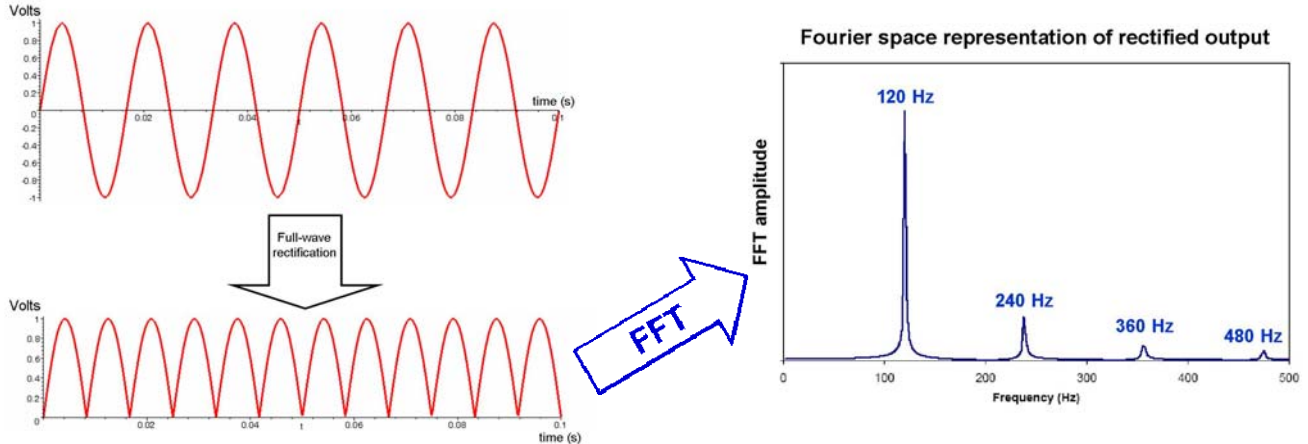 Volts
1
0.8
0.6
0.4
0.2
0
-0.2
-0.4
-0.6
-0.8
-1
0.02
0.04
t
0.06
0.08
0.1
time (s)
Full-wave
rectification
Volts
1
0.8
0.6
0.4
0.2
0
0
0.02
0.04
t
0.06
0.08
0.1
time (s)
FFT
Fourier space representation of rectified output
FFT amplitude
120 Hz
240 Hz
360 Hz
480 Hz
0
100
200
300
400
500
Frequency (Hz)